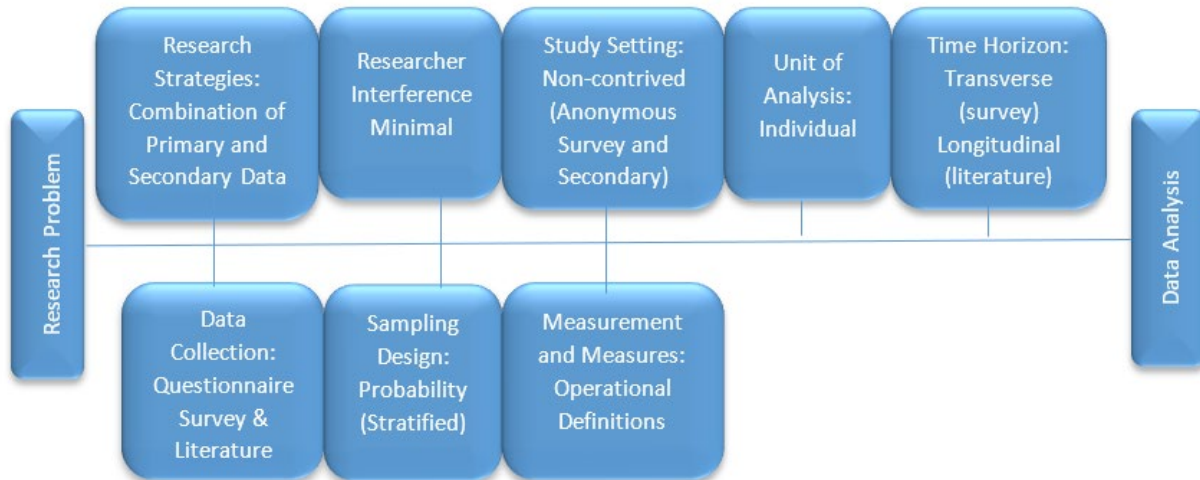 Research Problem
Research
Strategies:
Combination of
Primary and
Secondary Data
Researcher
Interference
Minimal
Study Setting:
Non-contrived
(Anonymous
Survey and
Secondary)
Unit of
Analysis:
Individual
Time Horizon:
Transverse
(survey)
Longitudinal
(literature)
Data
Collection:
Questionnaire
Survey &
Literature
Sampling
Design:
Probability
(Stratified)
Measurement
and Measures:
Operational
Definitions
Data Analysis